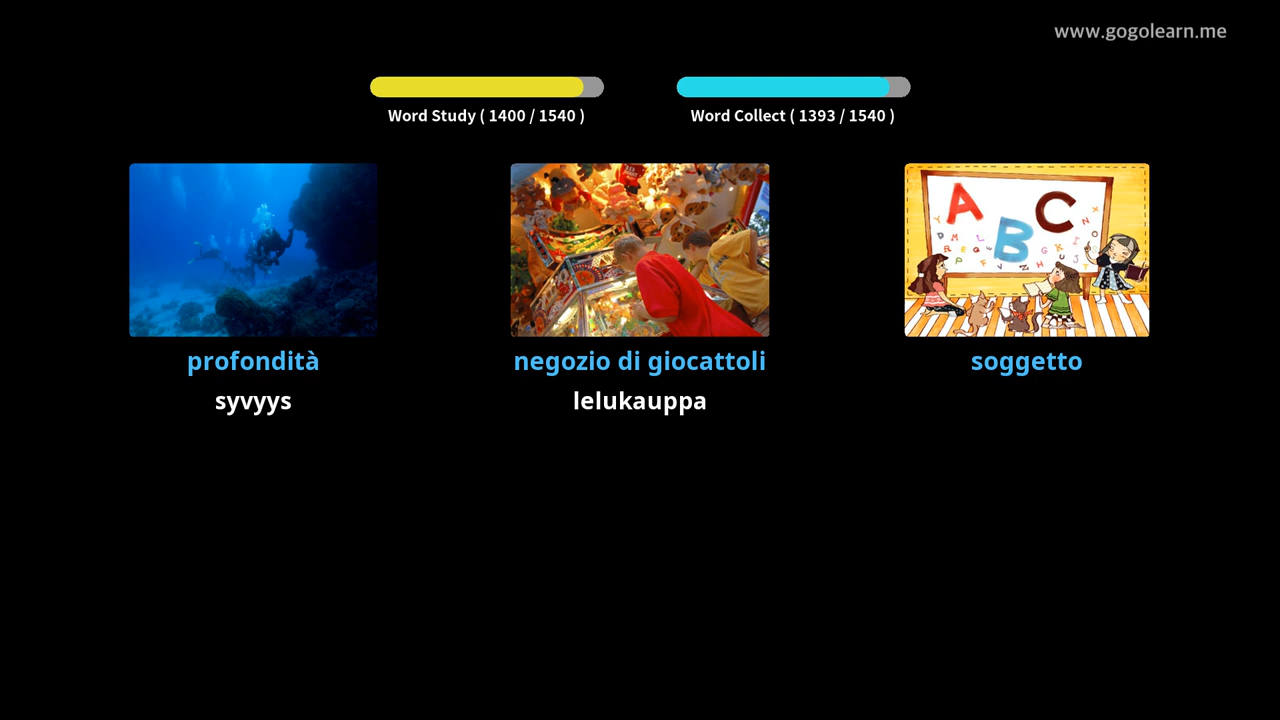 www.gogolearn.me
Word Study ( 1400 / 1540 )
Word Collect ( 1393 / 1540 )
A
B
C
profondità
negozio di giocattoli
soggetto
syvyys
lelukauppa